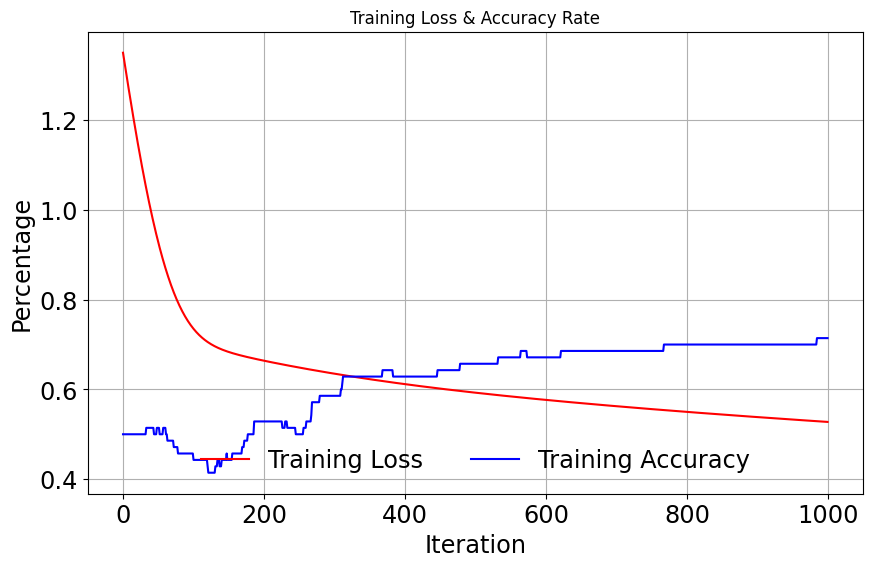 Training Loss & Accuracy Rate
Percentage
1.2
1.0
0.8
0.6
0.4
Training Loss
Training Accuracy
0 200 400 600 800 1000
Iteration